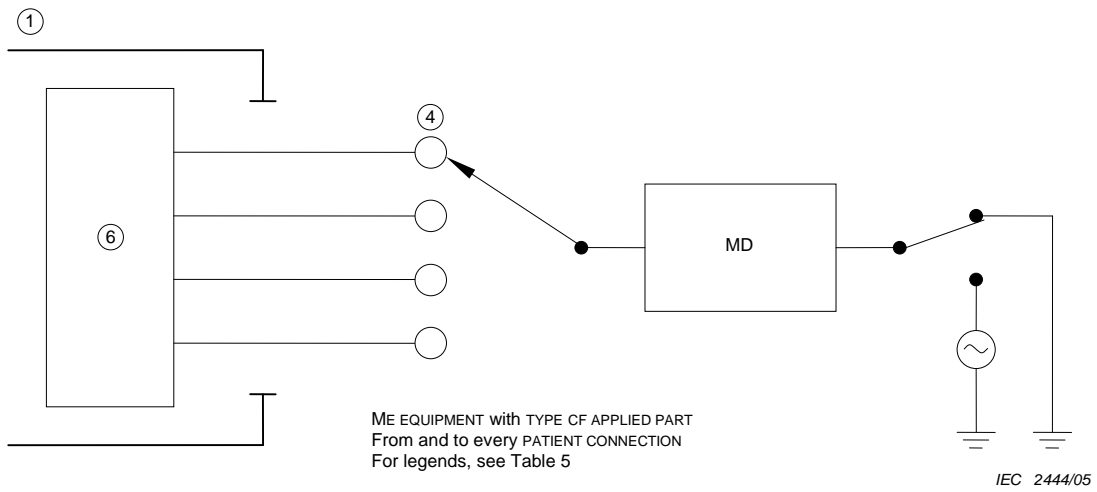 1
4
6
MD
ME EQUIPMENT with TYPE CF APPLIED PART
From and to every PATIENT CONNECTION
For legends, see Table 5
IEC 2444/05